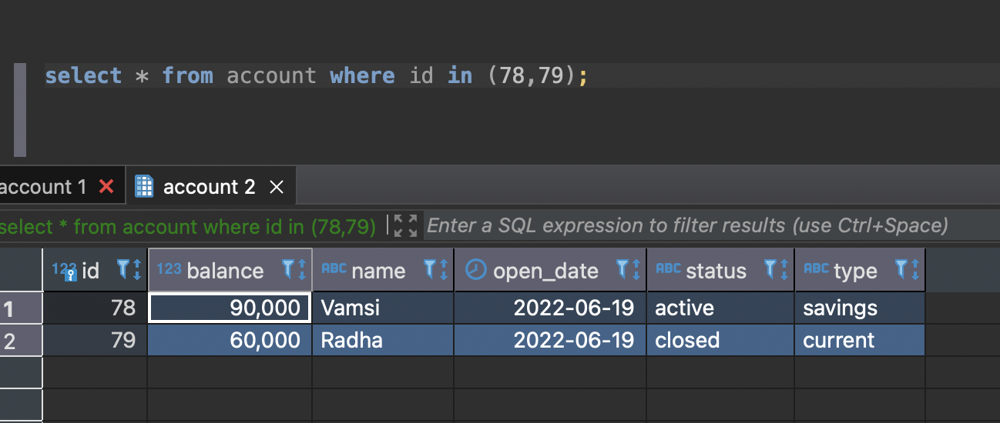 select * from account where id in (78,79);
account 1 account 2
select * from account where id in (78,79) Enter a SQL expression to filter results (use Ctrl+Space)
123 id 123 balance ABC name open_date ABC status ABC type
1 78 90,000 Vamsi 2022-06-19 active savings
2 79 60,000 Radha 2022-06-19 closed current